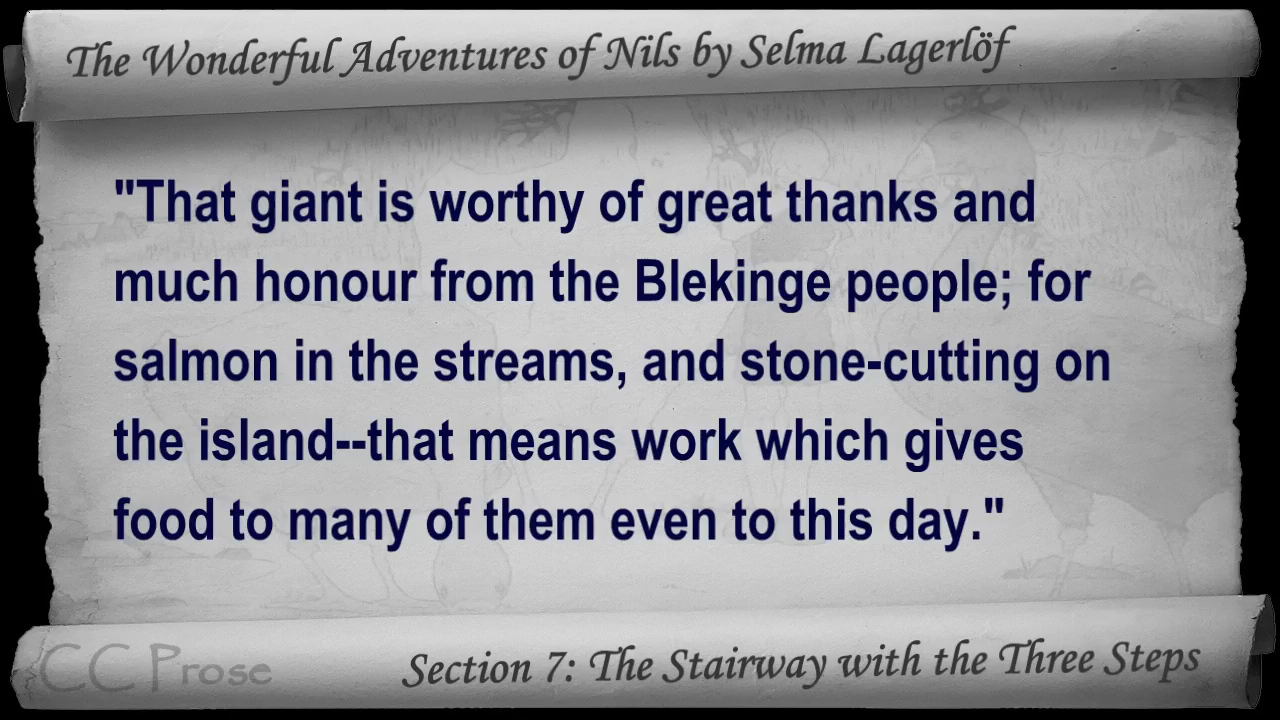 The Wonderful Adventures of Nils by Selma Lagerlöf
"That giant is worthy of great thanks and
much honour from the Blekinge people; for
salmon in the streams, and stone-cutting on
the island--that means work which gives
food to many of them even to this day."
CC Prose
Section 7: The Stairway with the Three Steps